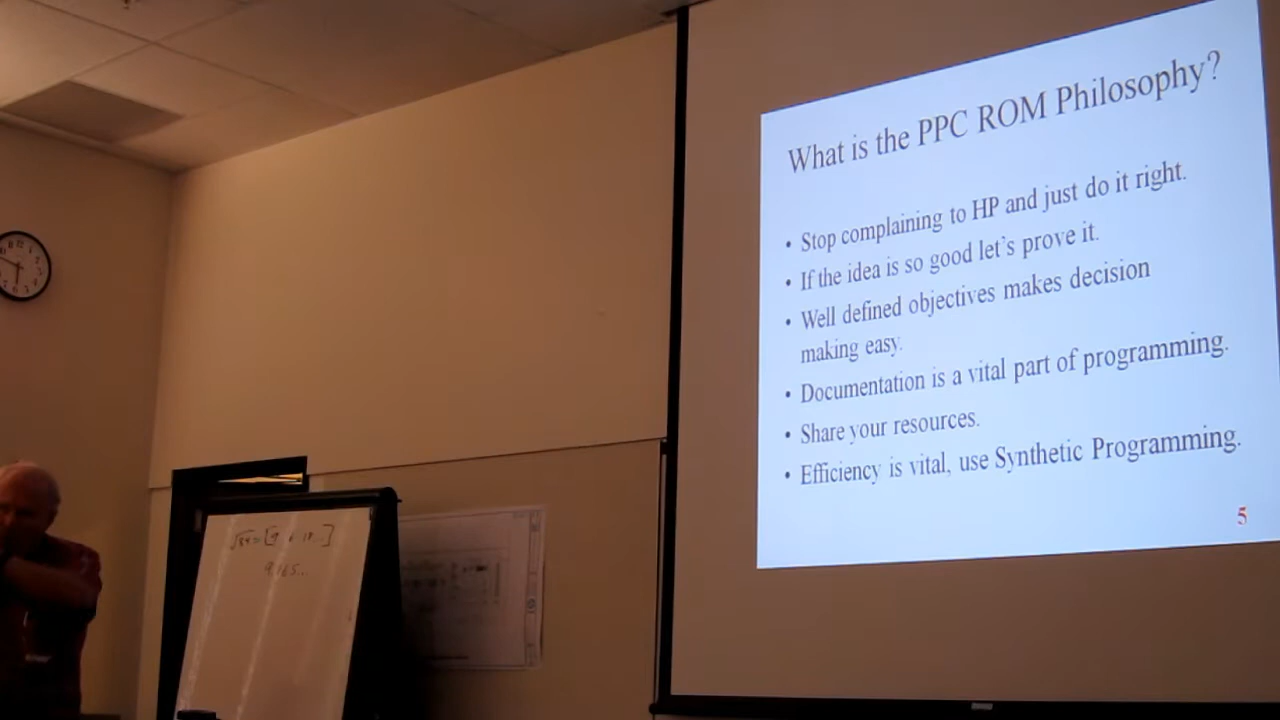 What is the PPC ROM Philosophy?
• Stop complaining to HP and just do it right.
• If the idea is so good let's prove it.
• Well defined objectives makes decision
making easy.
• Documentation is a vital part of programming.
• Share your resources.
• Efficiency is vital, use Synthetic Programming.
5